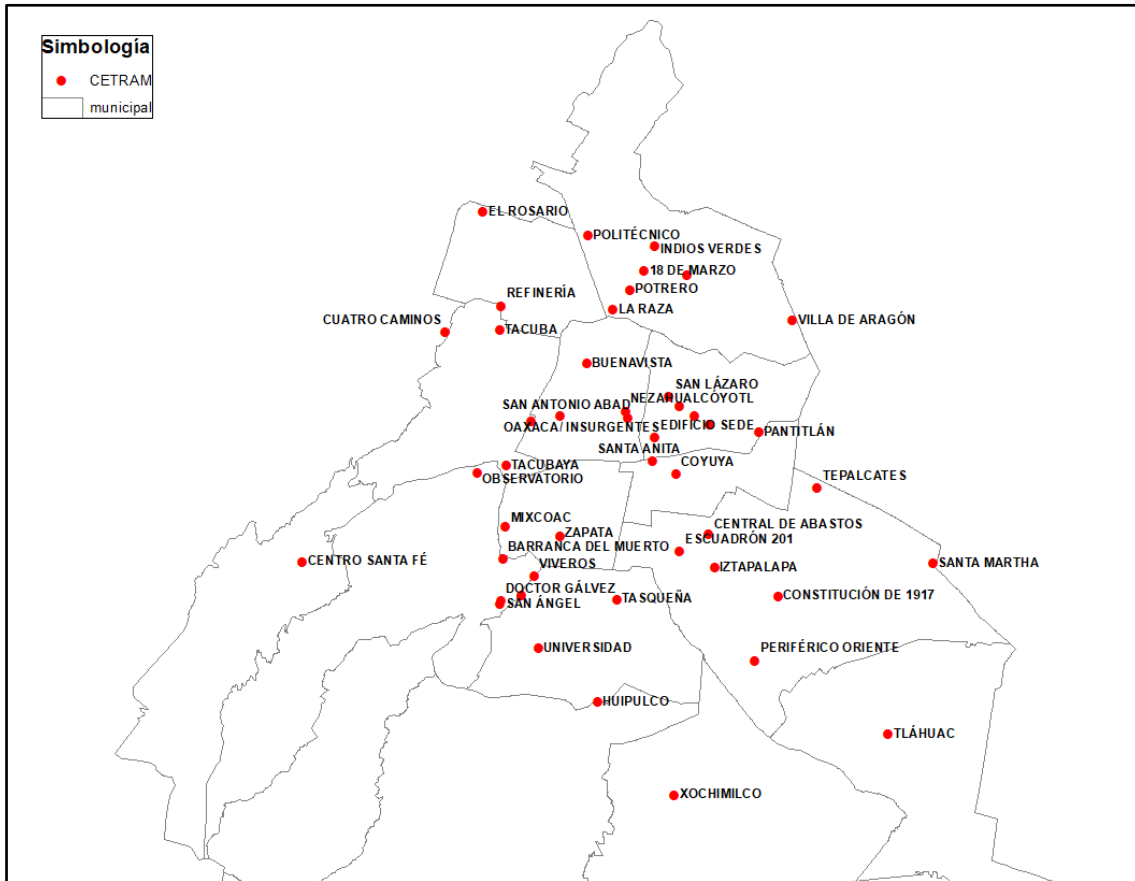 Simbología
CETRAM
municipal
EL ROSARIO
POLITÉCNICO
INDIOS VERDES
18 DE MARZO
POTRERO
REFINERÍA
LA RAZA
CUATRO CAMINOS
TACUBA
VILLA DE ARAGÓN
BUENAVISTA
SAN LÁZARO
SAN ANTONIO ABAD
NEZAHUALCÓYOTL
OAXACA/INSURGENTES
EDIFICIO SEDE
PANTITLÁN
SANTA ANITA
TACUBAYA
COYUYA
OBSERVATORIO
TEPALCATES
MIXCOAC
CENTRAL DE ABASTOS
ZAPATA
ESCUADRÓN 201
BARRANCA DEL MUERTO
CENTRO SANTA FÉ
VIVEROS
IZTAPALAPA
SANTA MARTHA
DOCTOR GÁLVEZ
SAN ÁNGEL
TASQUEÑA
CONSTITUCIÓN DE 1917
UNIVERSIDAD
PERIFÉRICO ORIENTE
HUIPULCO
TLÁHUAC
XOCHIMILCO